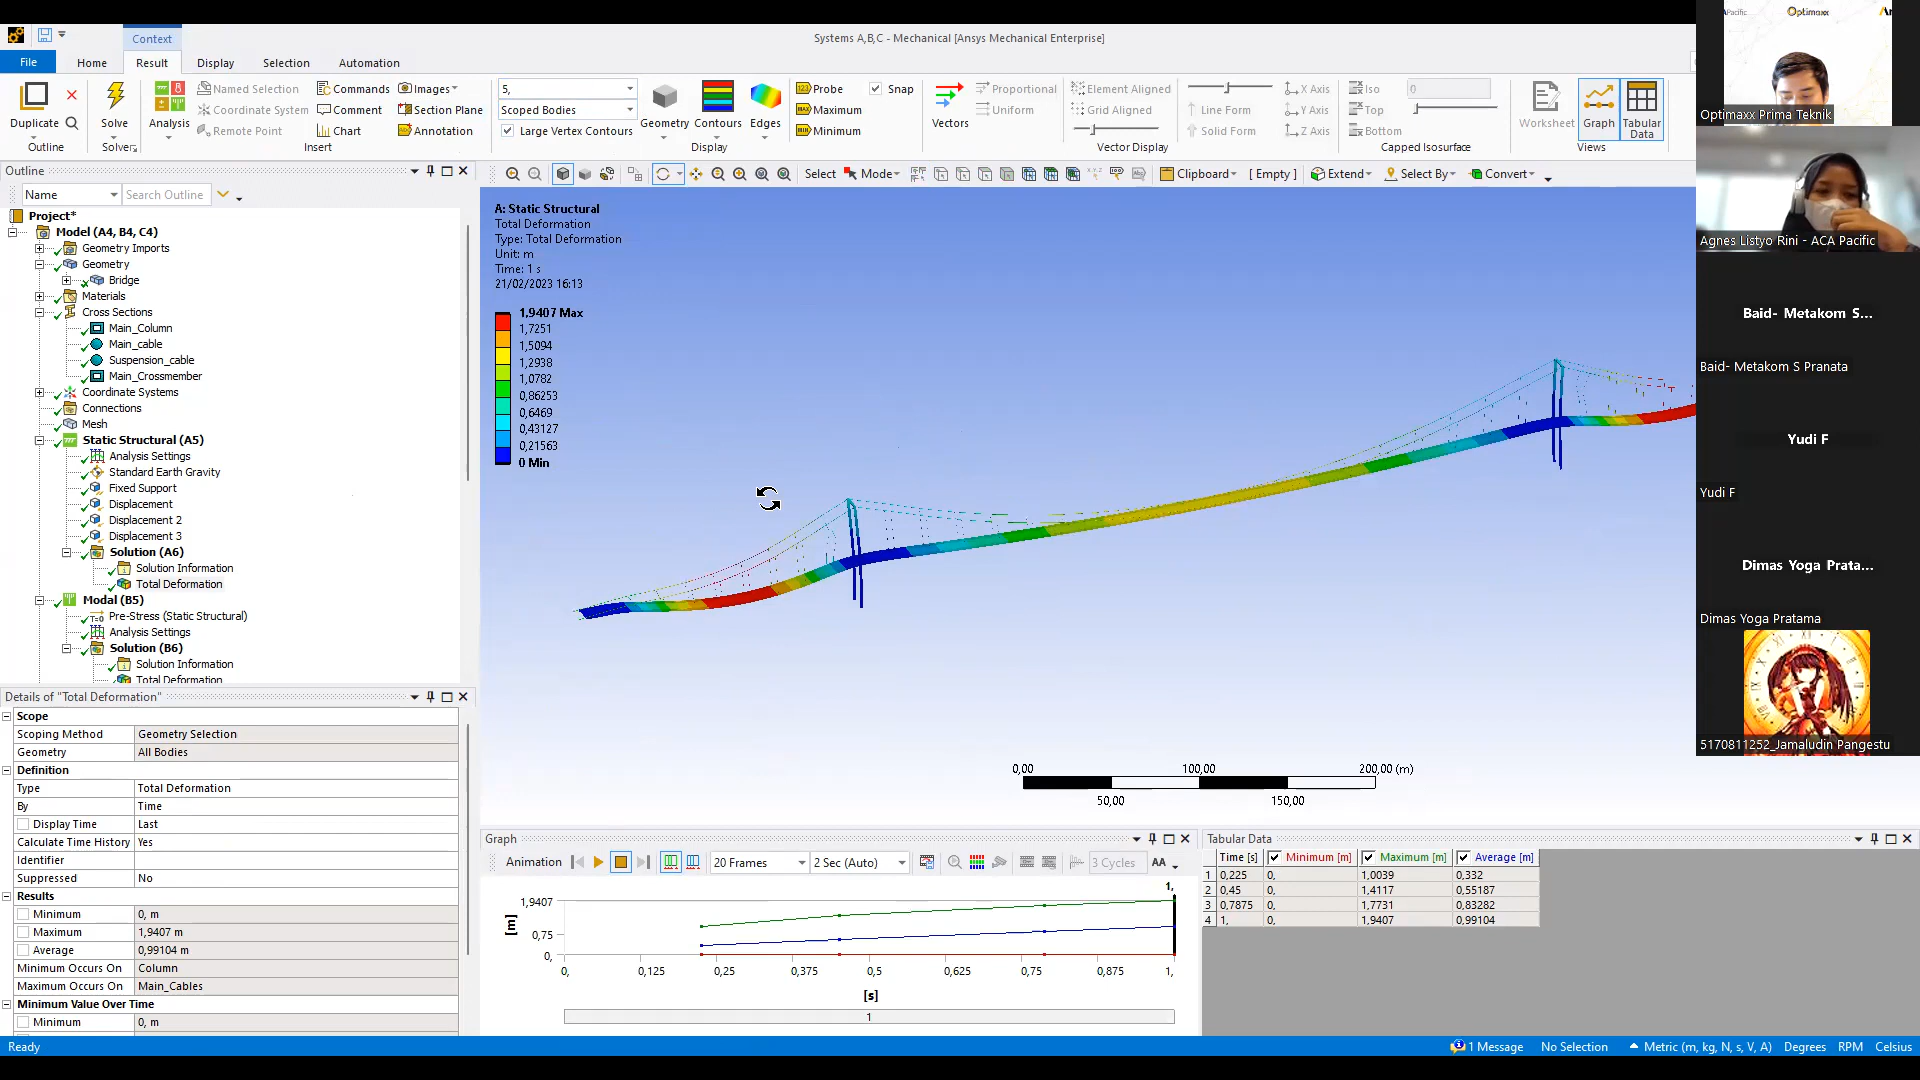 Context
Systems A,B,C - Mechanical [Ansys Mechanical Enterprise]
File
Home
Result
Display
Selection
Automation
Duplicate
Outline
Solve
Solver
Analysis
Named Selection
Coordinate System
Remote Point
Commands
Comment
Chart
Images
Section Plane
Annotation
Insert
5,
Scoped Bodies
Large Vertex Contours
Geometry
Contours
Edges
Display
Probe
Maximum
Minimum
Snap
Vectors
Proportional
Uniform
Element Aligned
Grid Aligned
Line Form
Solid Form
X Axis
Y Axis
Z Axis
Vector Display
Iso
Top
Bottom
0
Capped Isosurface
Worksheet
Graph
Tabular
Data
Views
Outline
Select
Mode
Clipboard
[ Empty ]
Extend
Select By
Convert
Name
Search Outline
Project*
Model (A4, B4, C4)
Geometry Imports
Geometry
Bridge
Materials
Cross Sections
Main_Column
Main_cable
Suspension_cable
Main_Crossmember
Coordinate Systems
Connections
Mesh
Static Structural (A5)
Analysis Settings
Standard Earth Gravity
Fixed Support
Displacement
Displacement 2
Displacement 3
Solution (A6)
Solution Information
Total Deformation
Modal (B5)
Pre-Stress (Static Structural)
Analysis Settings
Solution (B6)
Solution Information
Total Deformation
A: Static Structural
Total Deformation
Type: Total Deformation
Unit: m
Time: 1 s
21/02/2023 16:13
1,9407 Max
1,7251
1,5094
1,2938
1,0782
0,86253
0,6469
0,43127
0,21563
0 Min
0,00
100,00
200,00 (m)
50,00
150,00
Details of "Total Deformation"
Scope
Scoping Method
Geometry Selection
Geometry
All Bodies
Definition
Type
Total Deformation
By
Time
Display Time
Last
Calculate Time History
Yes
Identifier
Suppressed
No
Results
Minimum
0, m
Maximum
1,9407 m
Average
0,99104 m
Minimum Occurs On
Column
Maximum Occurs On
Main_Cables
Minimum Value Over Time
Minimum
0, m
Graph
Animation
20 Frames
2 Sec (Auto)
3 Cycles
AA
1,
1,9407
0,75
0,
[m]
0,
0,125
0,25
0,375
0,5
0,625
0,75
0,875
1,
[s]
1
Tabular Data
Time [s]
Minimum [m]
Maximum [m]
Average [m]
1 0,225 0, 1,0039 0,332
2 0,45 0, 1,4117 0,55187
3 0,7875 0, 1,7731 0,83282
4 1, 0, 1,9407 0,99104
Pacific
Optimaxx
Optimaxx Prima Teknik
Agnes Listyo Rini - ACA Pacific
Baid- Metakom S...
Baid- Metakom S Pranata
Yudi F
Yudi F
Dimas Yoga Prata...
Dimas Yoga Pratama
5170811252_Jamaludin Pangestu
Ready
1 Message
No Selection
Metric (m, kg, N, s, V, A)
Degrees
RPM
Celsius